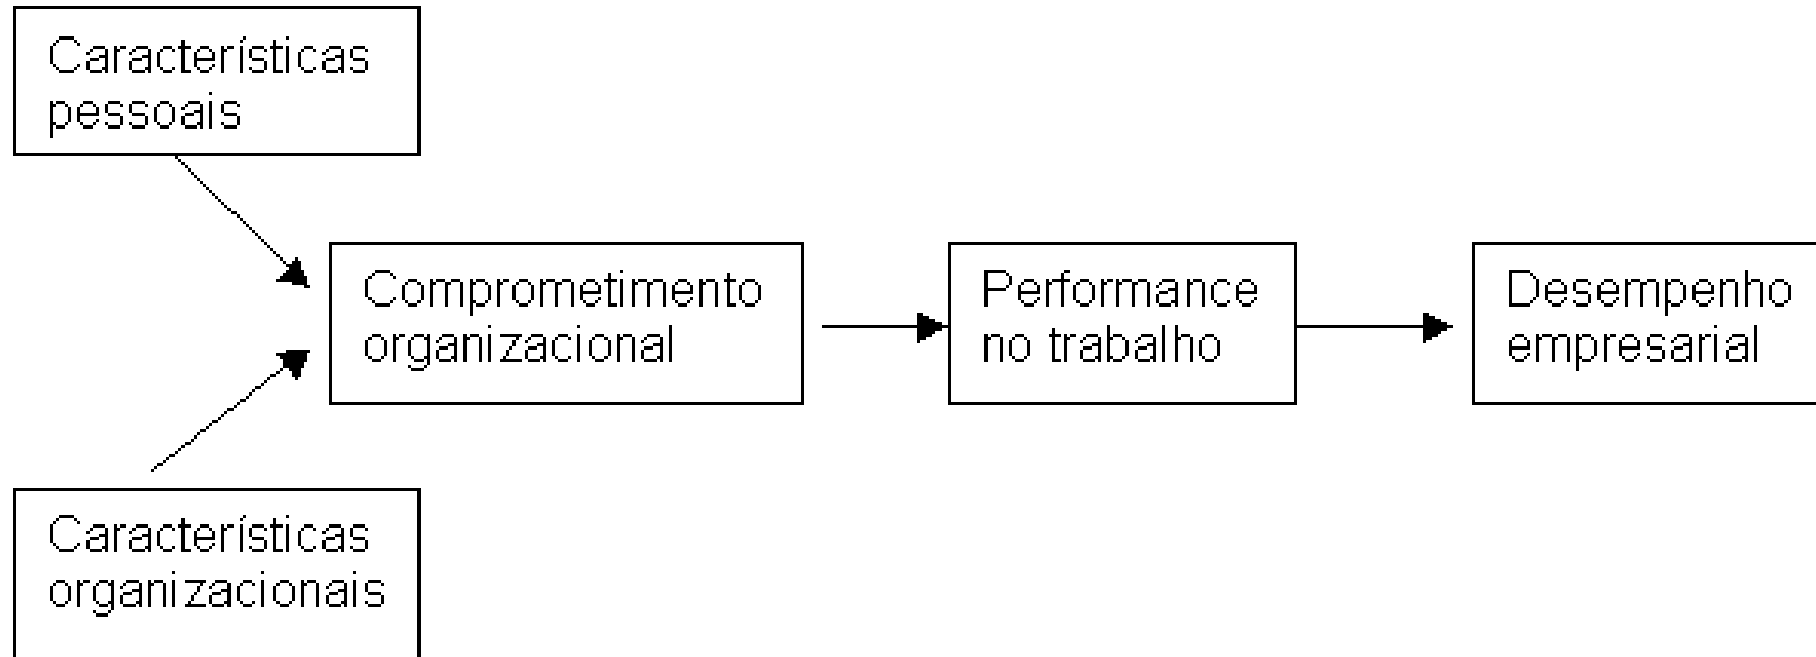 Características
pessoais
Comprometimento
organizacional
Performance
no trabalho
Desempenho
empresarial
Características
organizacionais